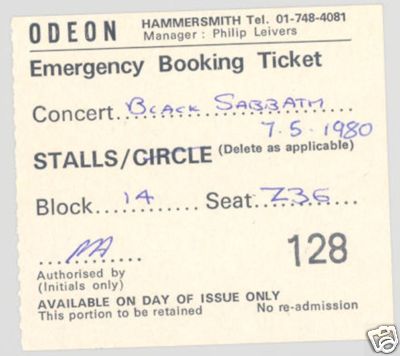 ODEON HAMMERSMITH Tel. 01-748-4081
Manager: Philip Leivers
Emergency Booking Ticket
Concert Black Sabbath
7.5.1980
STALLS/CIRCLE (Delete as applicable)
Block 14 Seat Z36
128
Authorised by
(Initials only)
AVAILABLE ON DAY OF ISSUE ONLY
This portion to be retained No re-admission